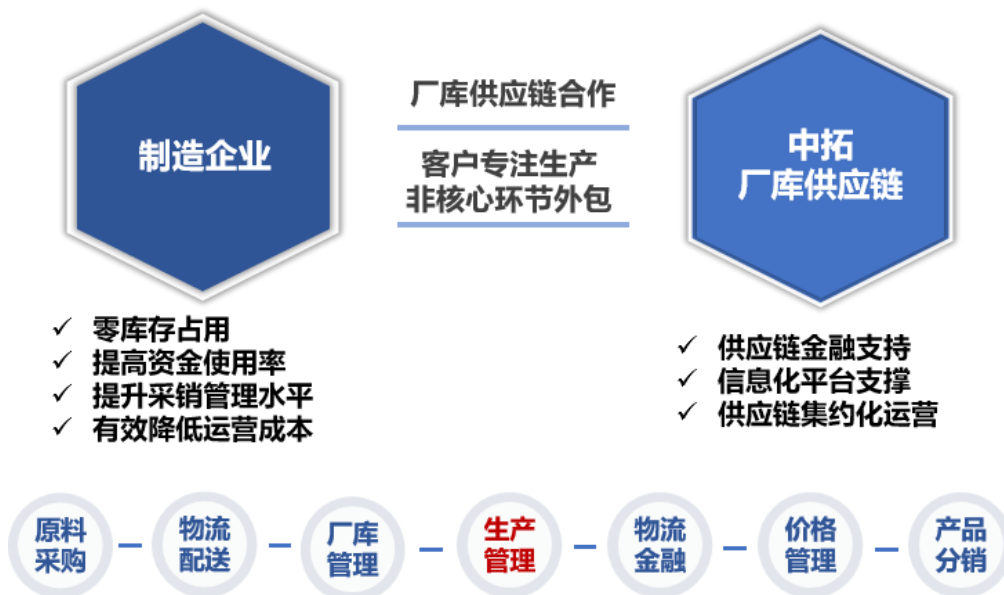 制造企业
厂库供应链合作
客户专注生产
非核心环节外包
中拓
厂库供应链
✓ 零库存占用
✓ 提高资金使用率
✓ 提升采销管理水平
✓ 有效降低运营成本
✓ 供应链金融支持
✓ 信息化平台支撑
✓ 供应链集约化运营
原料
采购
物流
配送
厂库
管理
生产
管理
物流
金融
价格
管理
产品
分销